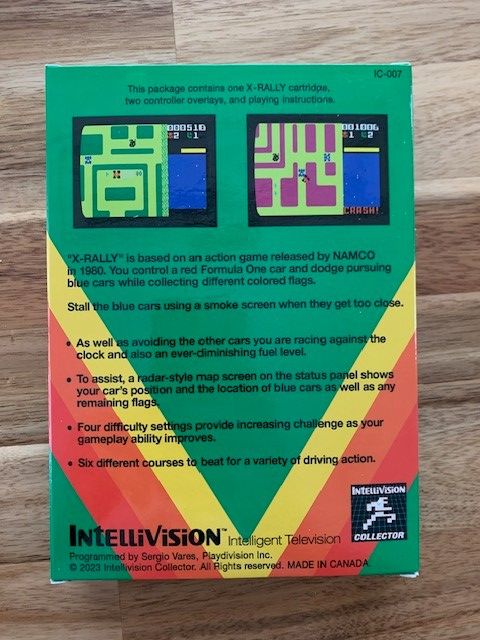 IC-007
This package contains one X-RALLY cartridge,
two controller overlays, and playing instructions.
000510
2 1
001006
2 1
CRASH!
"X-RALLY" is based on an action game released by NAMCO
in 1980. You control a red Formula One car and dodge pursuing
blue cars while collecting different colored flags.
Stall the blue cars using a smoke screen when they get too close.
• As well as avoiding the other cars you are racing against the
clock and also an ever-diminishing fuel level.
• To assist, a radar-style map screen on the status panel shows
your car's position and the location of blue cars as well as any
remaining flags.
• Four difficulty settings provide increasing challenge as your
gameplay ability improves.
• Six different courses to beat for a variety of driving action.
INTELLIVISION
COLLECTOR
INTELLIVISION™ Intelligent Television
Programmed by Sergio Vares, Playdivision Inc.
© 2023 Intellivision Collector. All Rights reserved. MADE IN CANADA.